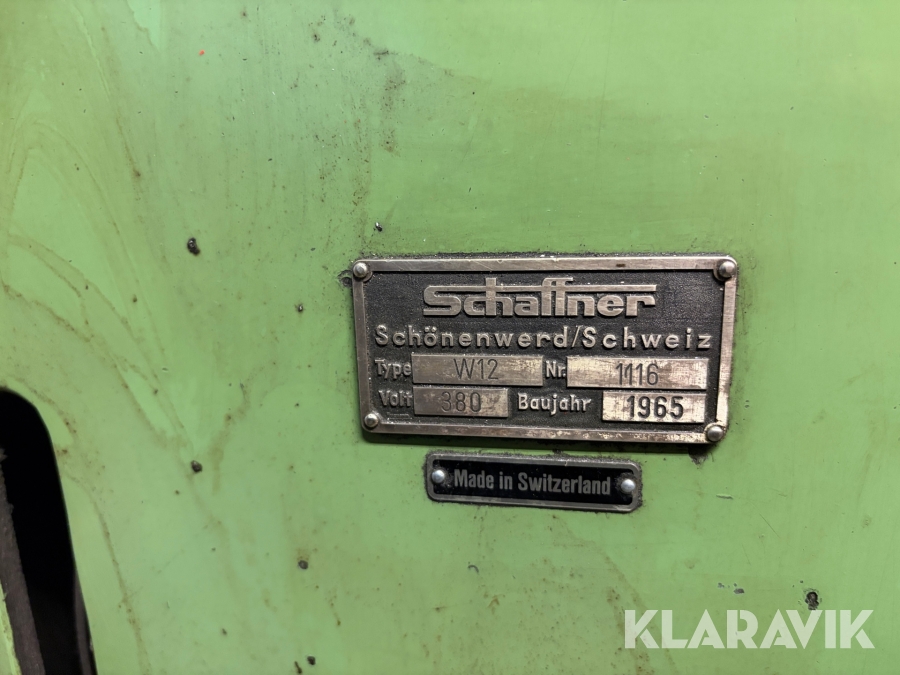 Schaffner
Schönenwerd/Schweiz
Type W12 Nr. 1116
Volt 380 Baujahr 1965
Made in Switzerland
KLARAVIK